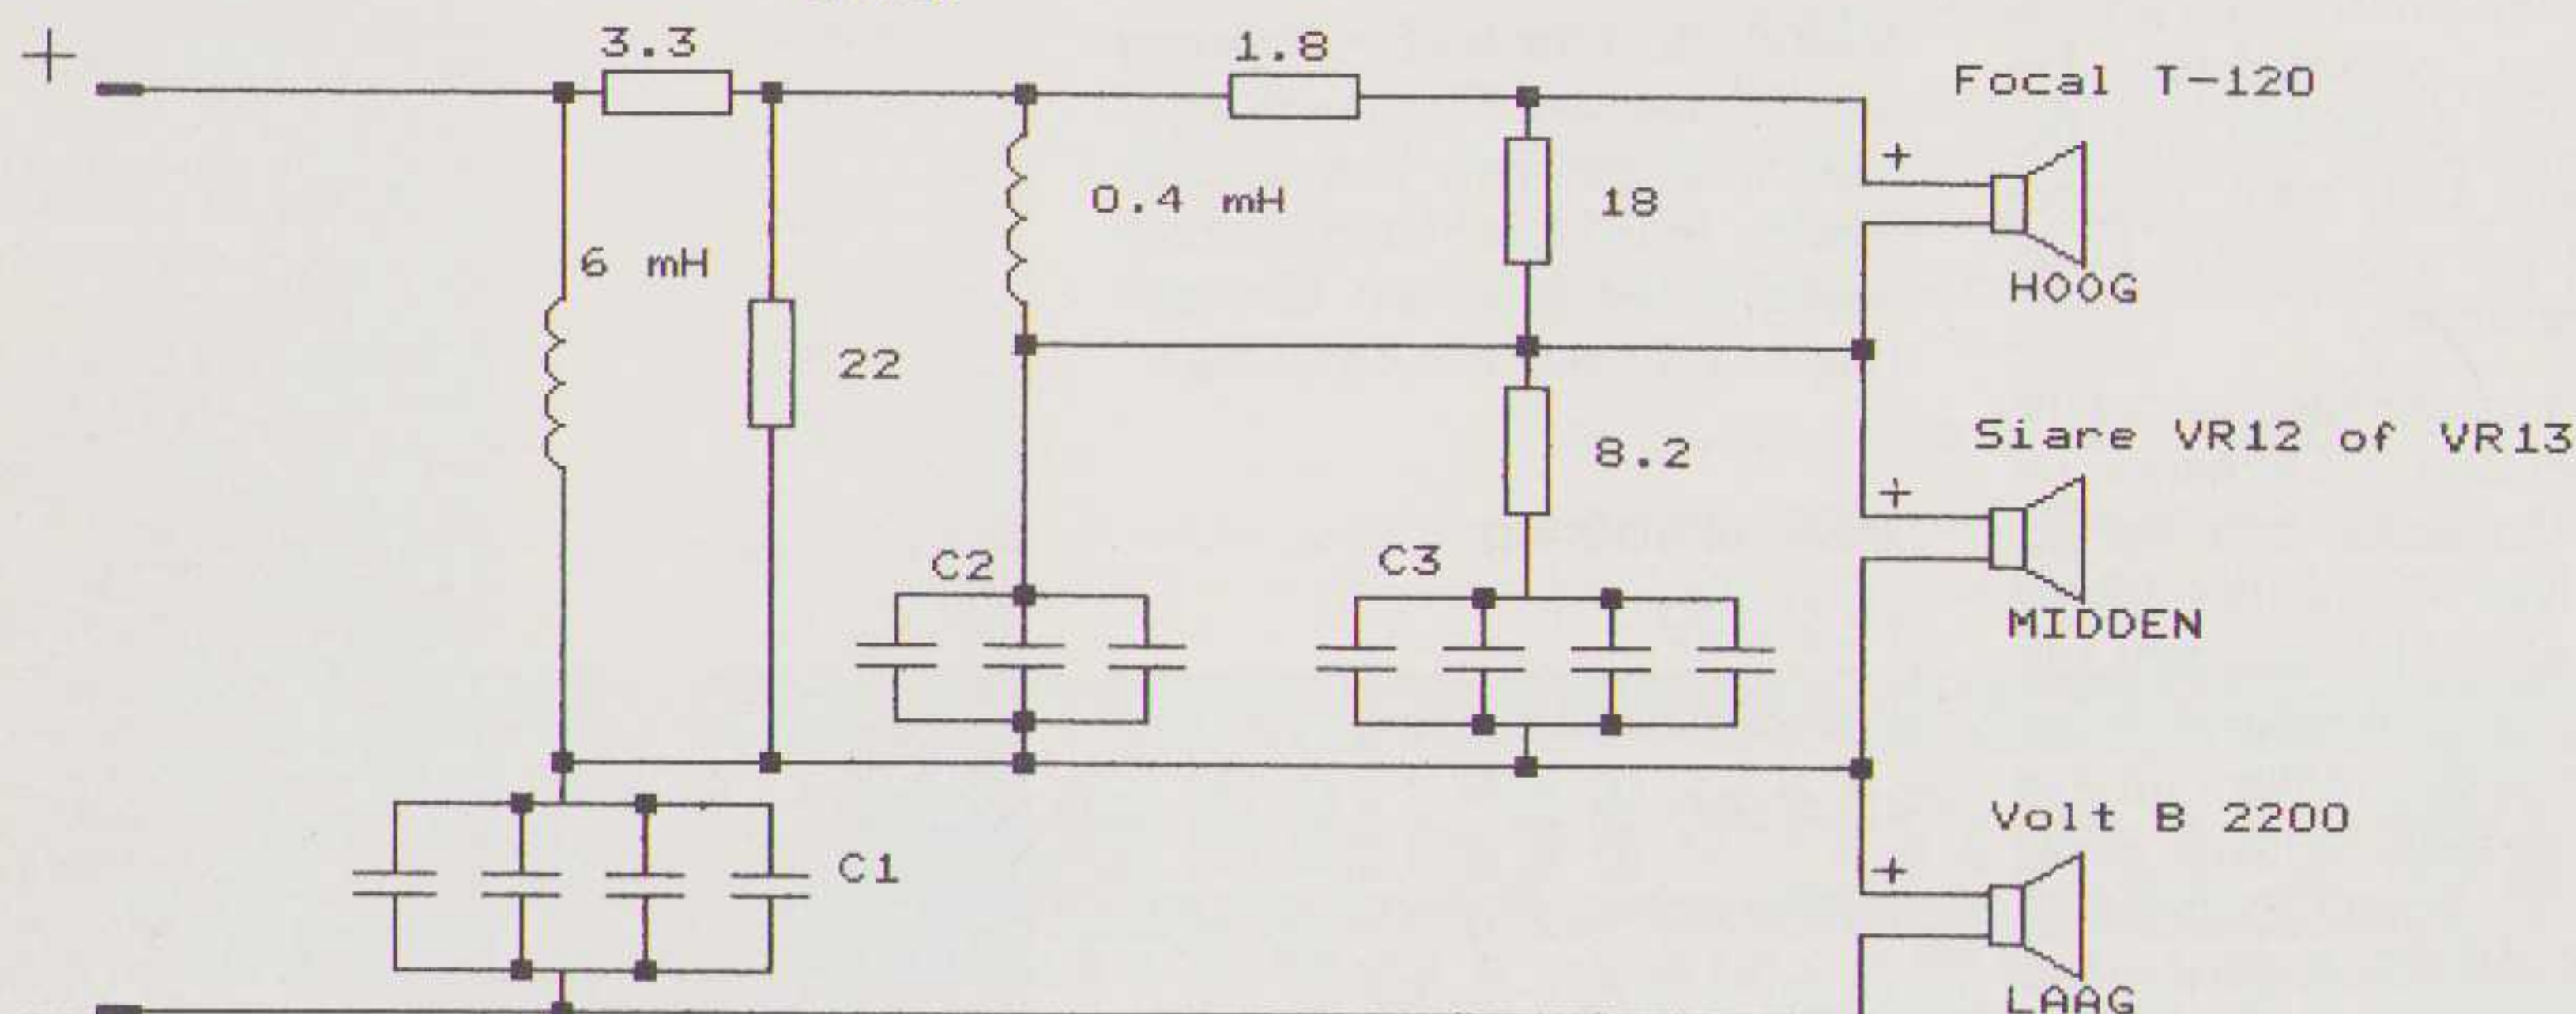 +
3.3
1.8
Focal T-120
+
0.4 mH
18
6 mH
HOOG
22
Siare VR12 of VR13
8.2
+
C2
C3
MIDDEN
Volt B 2200
C1
+
LAAG